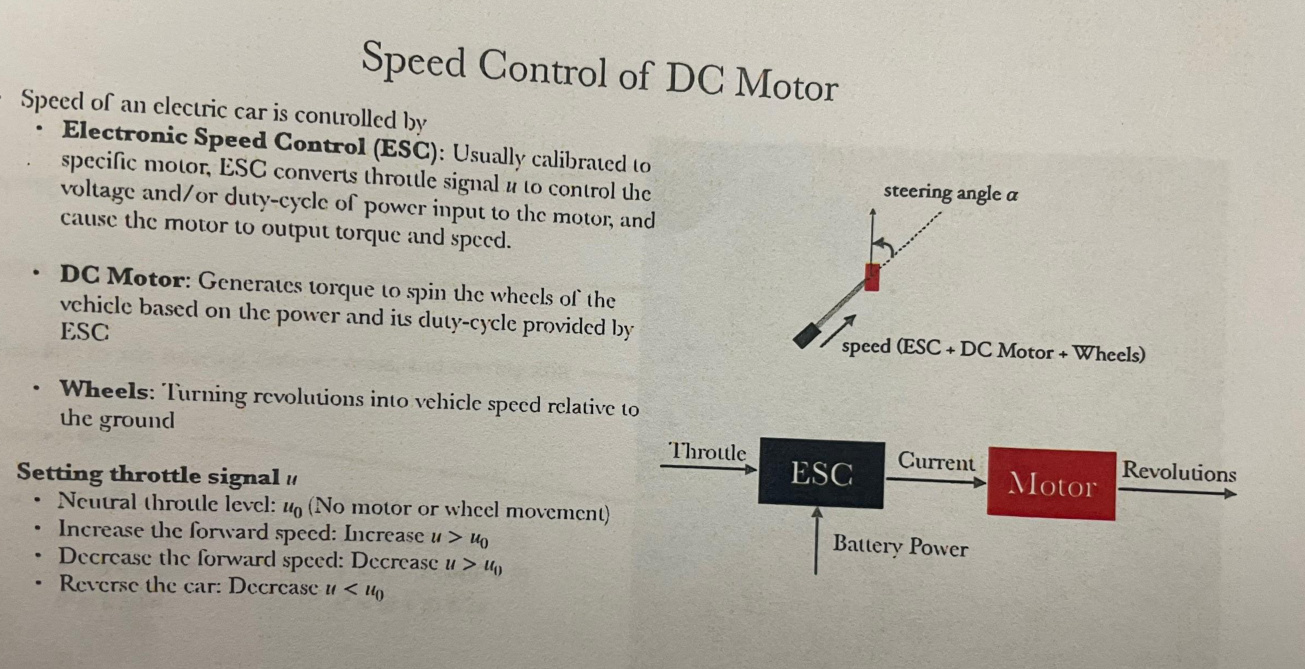 Speed Control of DC Motor
Speed of an electric car is controlled by
• Electronic Speed Control (ESC): Usually calibrated to
specific motor, ESC converts throttle signal u to control the
voltage and/or duty-cycle of power input to the motor, and
cause the motor to output torque and speed.
• DC Motor: Generates torque to spin the wheels of the
vehicle based on the power and its duty-cycle provided by
ESC
• Wheels: Turning revolutions into vehicle speed relative to
the ground
Setting throttle signal u
• Neutral throttle level: u₀ (No motor or wheel movement)
• Increase the forward speed: Increase u > u₀
• Decrease the forward speed: Decrease u > u₀
• Reverse the car: Decrease u < u₀
steering angle α
speed (ESC + DC Motor + Wheels)
Throttle
ESC
Current
Motor
Revolutions
Battery Power